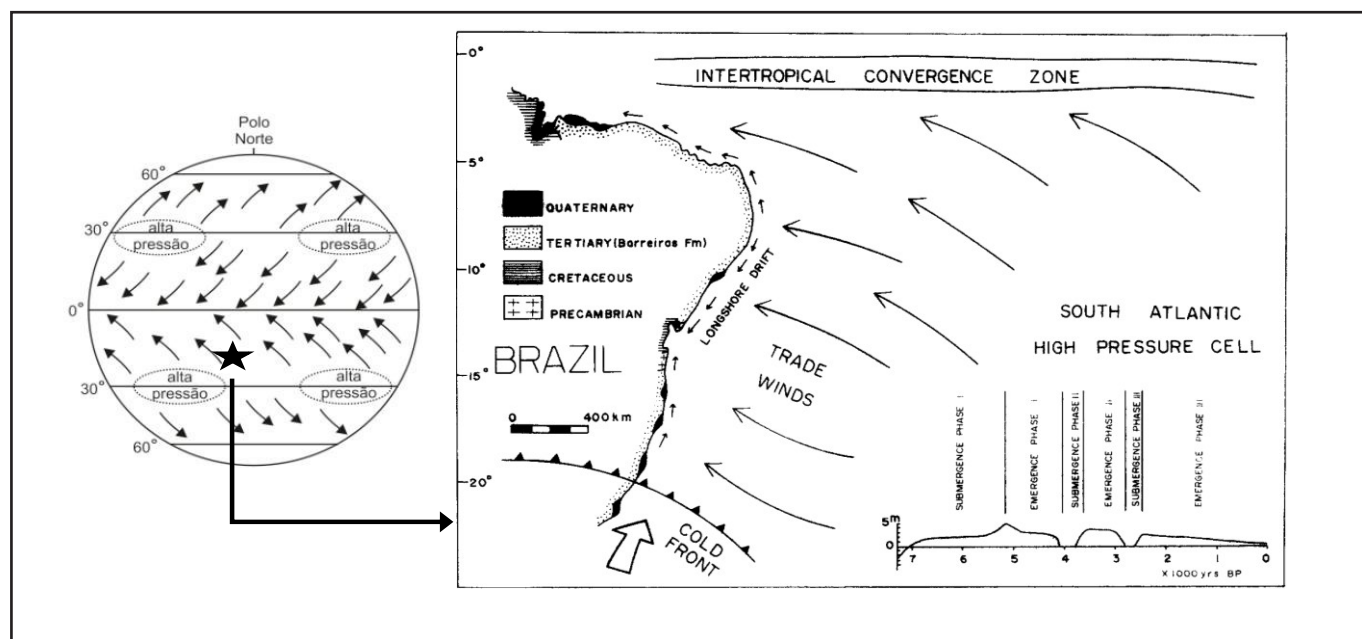 Polo
Norte
60°
30°
alta
pressão
alta
pressão
0°
30°
alta
pressão
alta
pressão
60°
0°
INTERTROPICAL CONVERGENCE ZONE
5°
QUATERNARY
TERTIARY (Barreiras Fm)
10°
CRETACEOUS
PRECAMBRIAN
LONGSHORE DRIFT
SOUTH ATLANTIC
HIGH PRESSURE CELL
BRAZIL
15°
TRADE
WINDS
0 400 km
20°
COLD
FRONT
SUBMERGENCE PHASE I
EMERGENCE PHASE I
SUBMERGENCE PHASE II
EMERGENCE PHASE II
SUBMERGENCE PHASE III
EMERGENCE PHASE III
5m
0
7 6 5 4 3 2 1 0
X1000 yrs BP